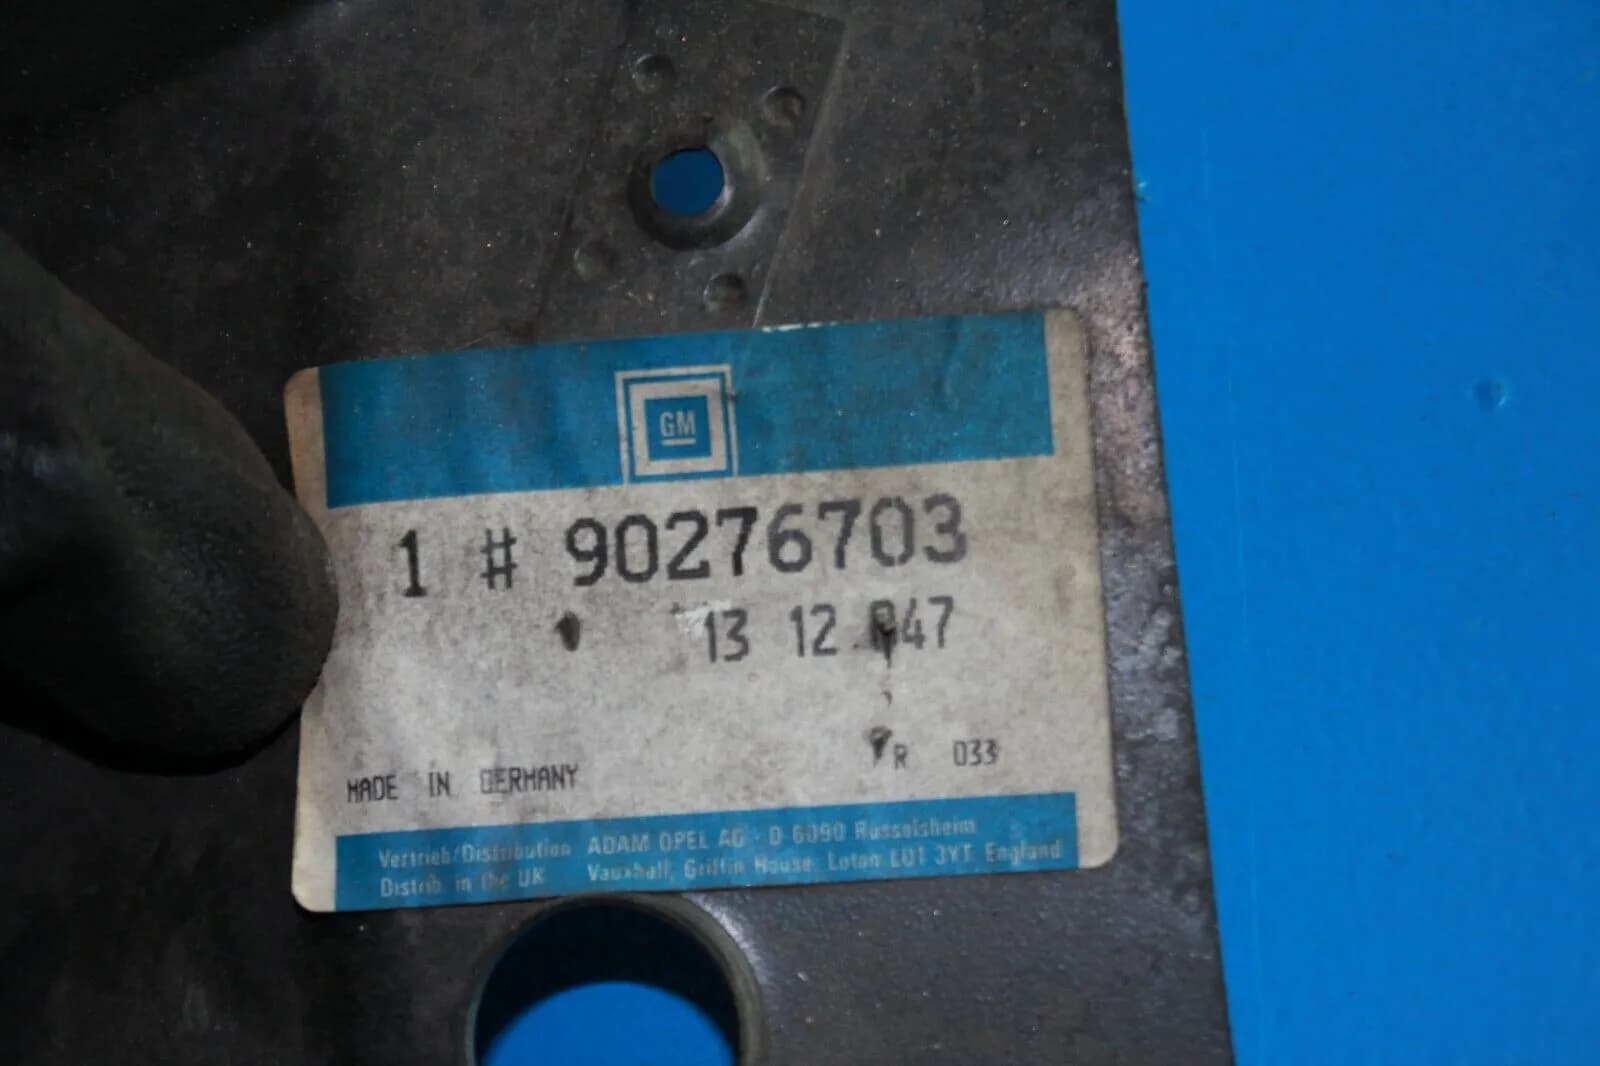 GM
1 # 90276703
13 12 047
R 033
MADE IN GERMANY
Vertrieb/Distribution ADAM OPEL AG - D 6090 Rüsselsheim
Distrib. in the UK Vauxhall, Griffin House, Luton LU1 3YT England